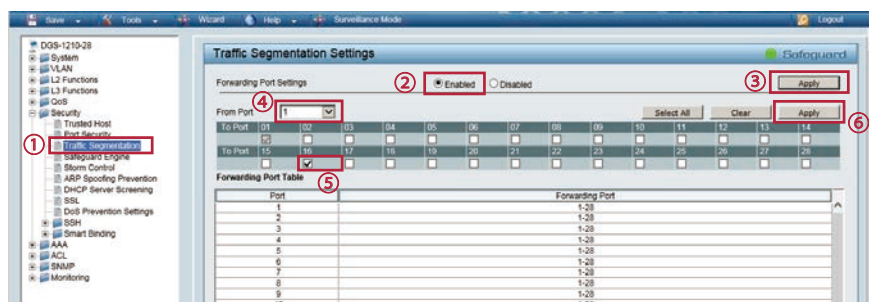 Save Tools Wizard Help Surveillance Mode Logout
DGS-1210-28
System
VLAN
L2 Functions
L3 Functions
QoS
Security
Trusted Host
Port Security
① Traffic Segmentation
Safeguard Engine
Storm Control
ARP Spoofing Prevention
DHCP Server Screening
SSL
DoS Prevention Settings
SSH
Smart Binding
AAA
ACL
SNMP
Monitoring
Traffic Segmentation Settings Safeguard
Forwarding Port Settings ② Enabled Disabled ③ Apply
④
From Port 1 Select All Clear Apply ⑥
To Port 01 02 03 04 05 06 07 08 09 10 11 12 13 14
To Port 15 16 17 18 19 20 21 22 23 24 25 26 27 28
⑤
Forwarding Port Table
Port Forwarding Port
1 1-28
2 1-28
3 1-28
4 1-28
5 1-28
6 1-28
7 1-28
8 1-28
9 1-28